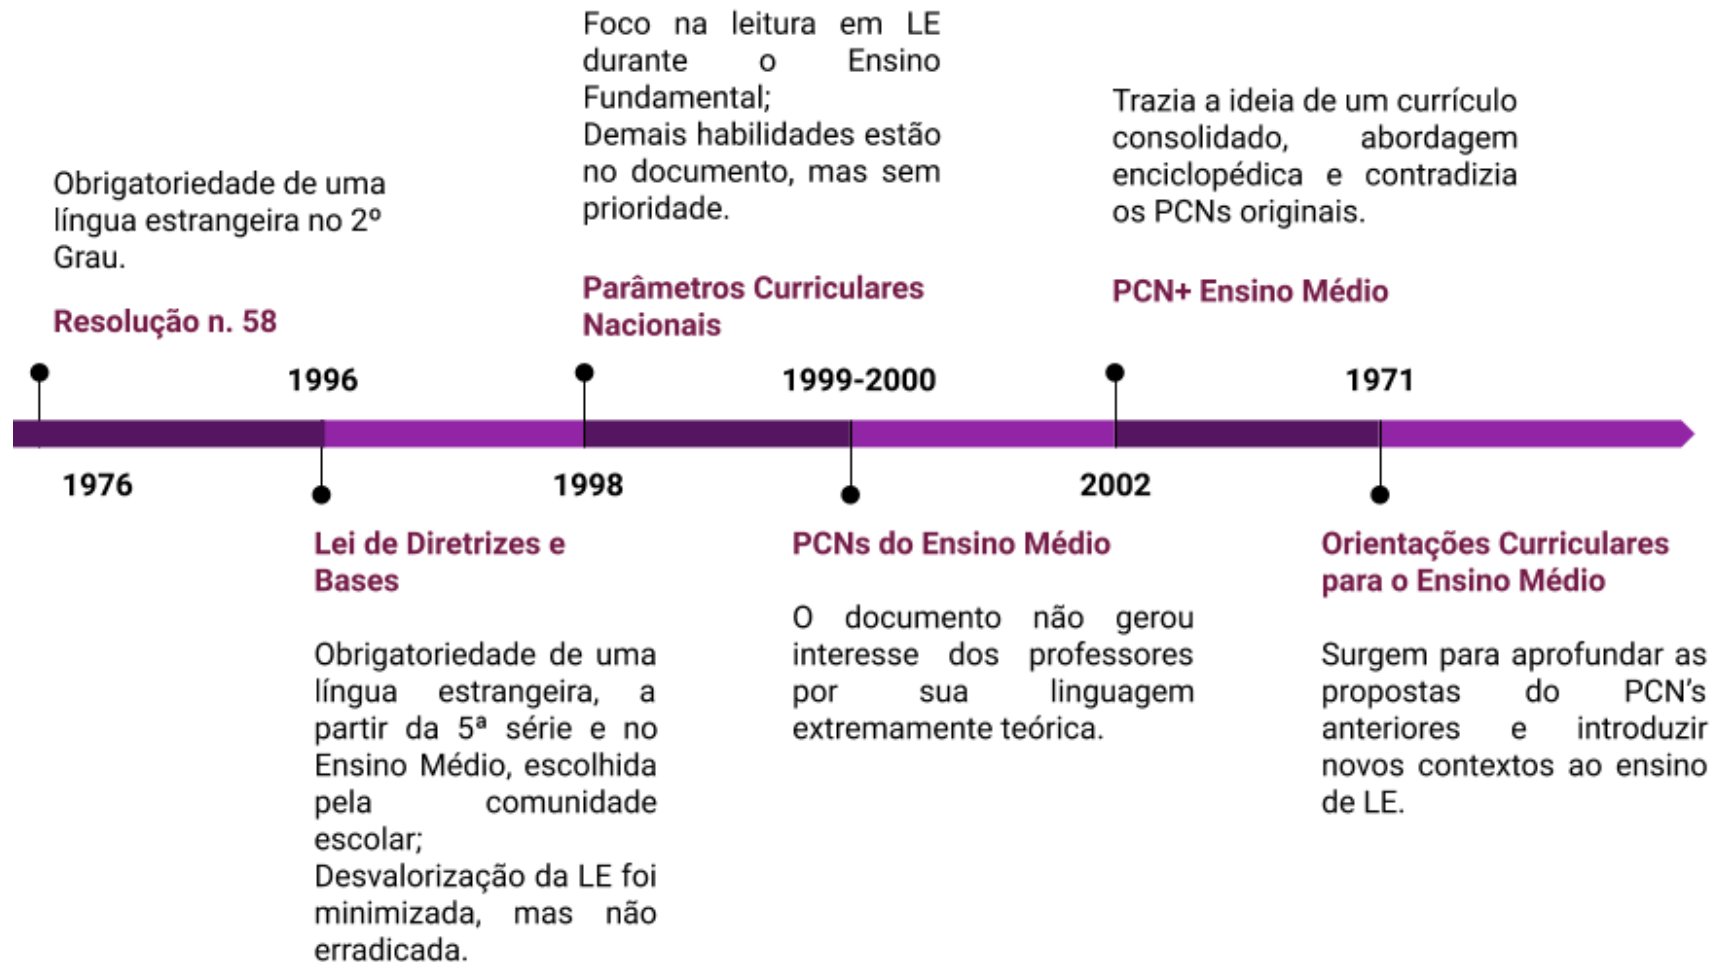 Obrigatoriedade de uma
língua estrangeira no 2º
Grau.
Resolução n. 58
1976
1996
Lei de Diretrizes e
Bases
Obrigatoriedade de uma
língua estrangeira, a
partir da 5ª série e no
Ensino Médio, escolhida
pela comunidade
escolar;
Desvalorização da LE foi
minimizada, mas não
erradicada.
Foco na leitura em LE
durante o Ensino
Fundamental;
Demais habilidades estão
no documento, mas sem
prioridade.
Parâmetros Curriculares
Nacionais
1998
1999-2000
PCNs do Ensino Médio
O documento não gerou
interesse dos professores
por sua linguagem
extremamente teórica.
Trazia a ideia de um currículo
consolidado, abordagem
enciclopédica e contradizia
os PCNs originais.
PCN+ Ensino Médio
2002
1971
Orientações Curriculares
para o Ensino Médio
Surgem para aprofundar as
propostas do PCN's
anteriores e introduzir
novos contextos ao ensino
de LE.